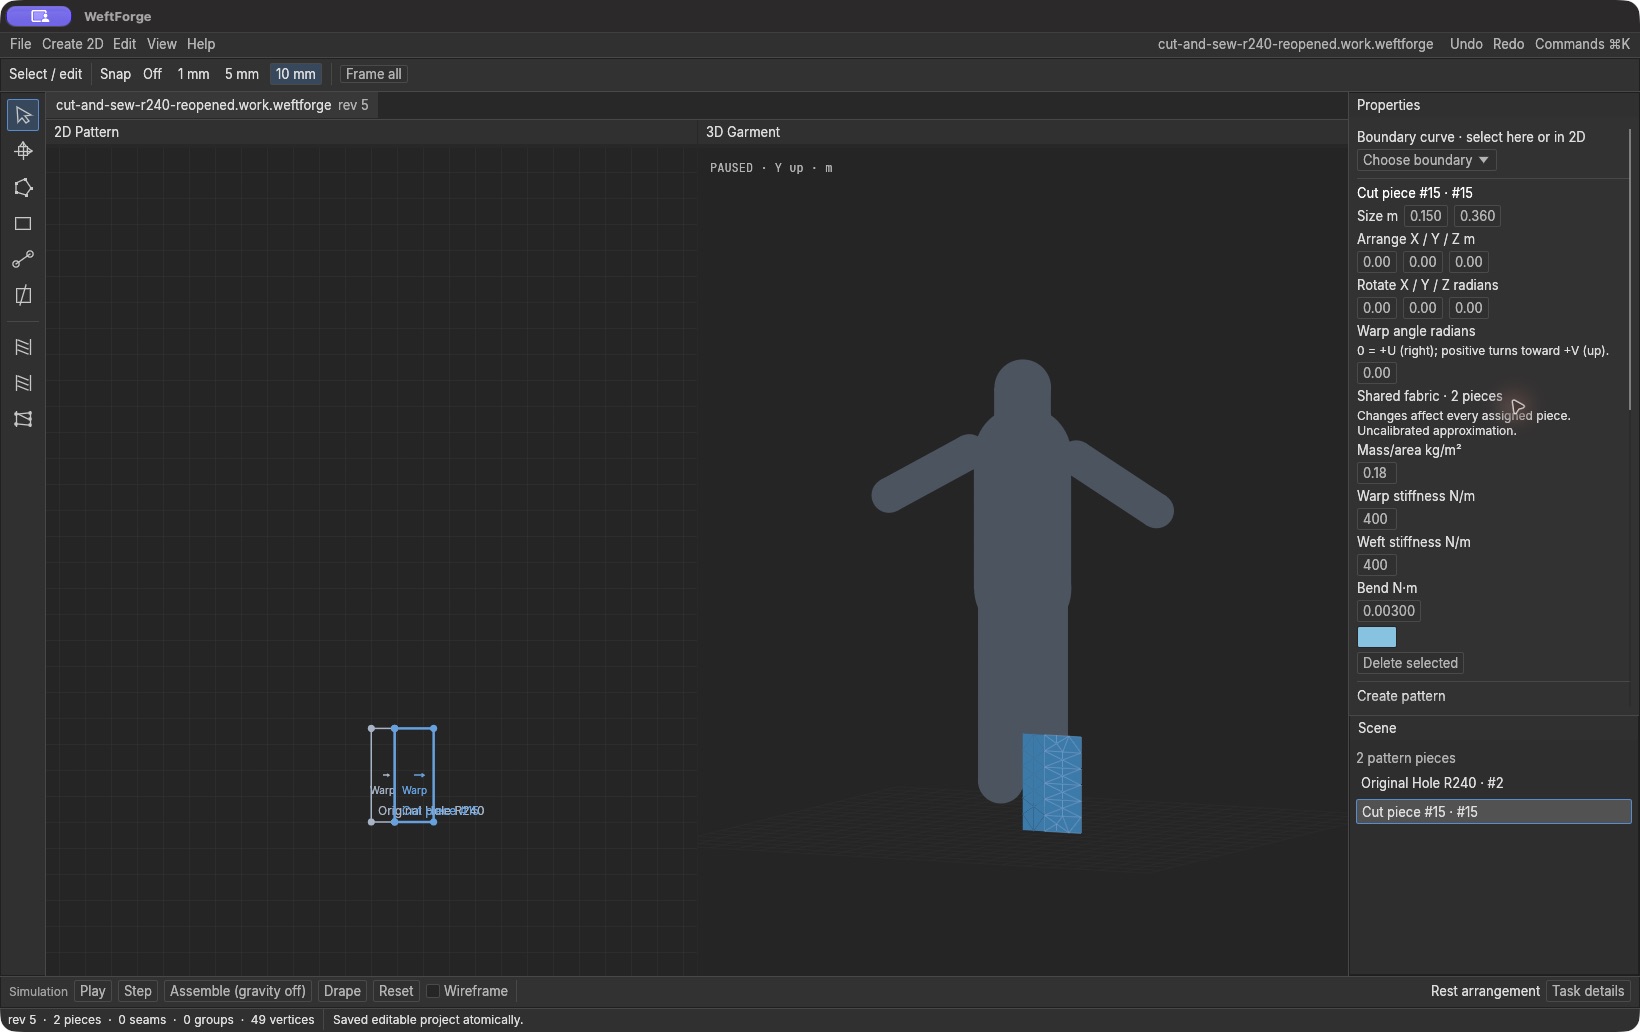 WeftForge
File Create 2D Edit View Help
cut-and-sew-r240-reopened.work.weftforge Undo Redo Commands ⌘K
Select / edit Snap Off 1 mm 5 mm 10 mm Frame all
cut-and-sew-r240-reopened.work.weftforge rev 5
2D Pattern
3D Garment
PAUSED · Y up · m
Warp Warp
Original Hole R240
Properties
Boundary curve · select here or in 2D
Choose boundary
Cut piece #15 · #15
Size m 0.150 0.360
Arrange X / Y / Z m
0.00 0.00 0.00
Rotate X / Y / Z radians
0.00 0.00 0.00
Warp angle radians
0 = +U (right); positive turns toward +V (up).
0.00
Shared fabric · 2 pieces
Changes affect every assigned piece.
Uncalibrated approximation.
Mass/area kg/m²
0.18
Warp stiffness N/m
400
Weft stiffness N/m
400
Bend N·m
0.00300
Delete selected
Create pattern
Scene
2 pattern pieces
Original Hole R240 · #2
Cut piece #15 · #15
Simulation Play Step Assemble (gravity off) Drape Reset Wireframe
Rest arrangement Task details
rev 5 · 2 pieces · 0 seams · 0 groups · 49 vertices Saved editable project atomically.